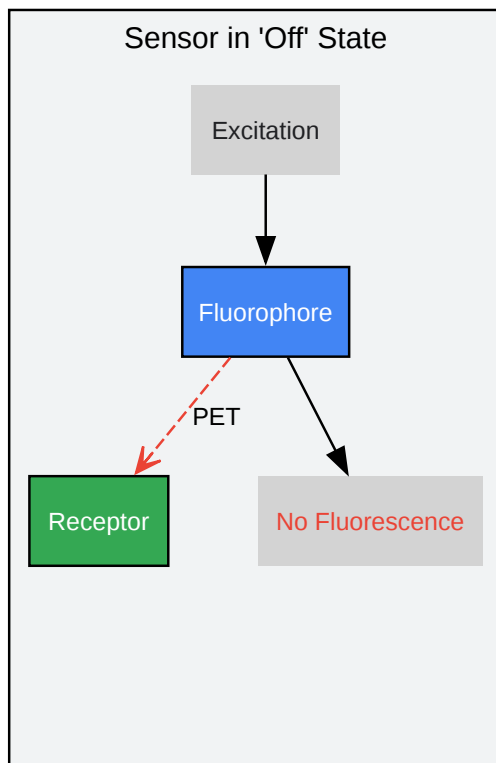 Sensor in 'Off' State
Excitation
Fluorophore
PET
Receptor
No Fluorescence